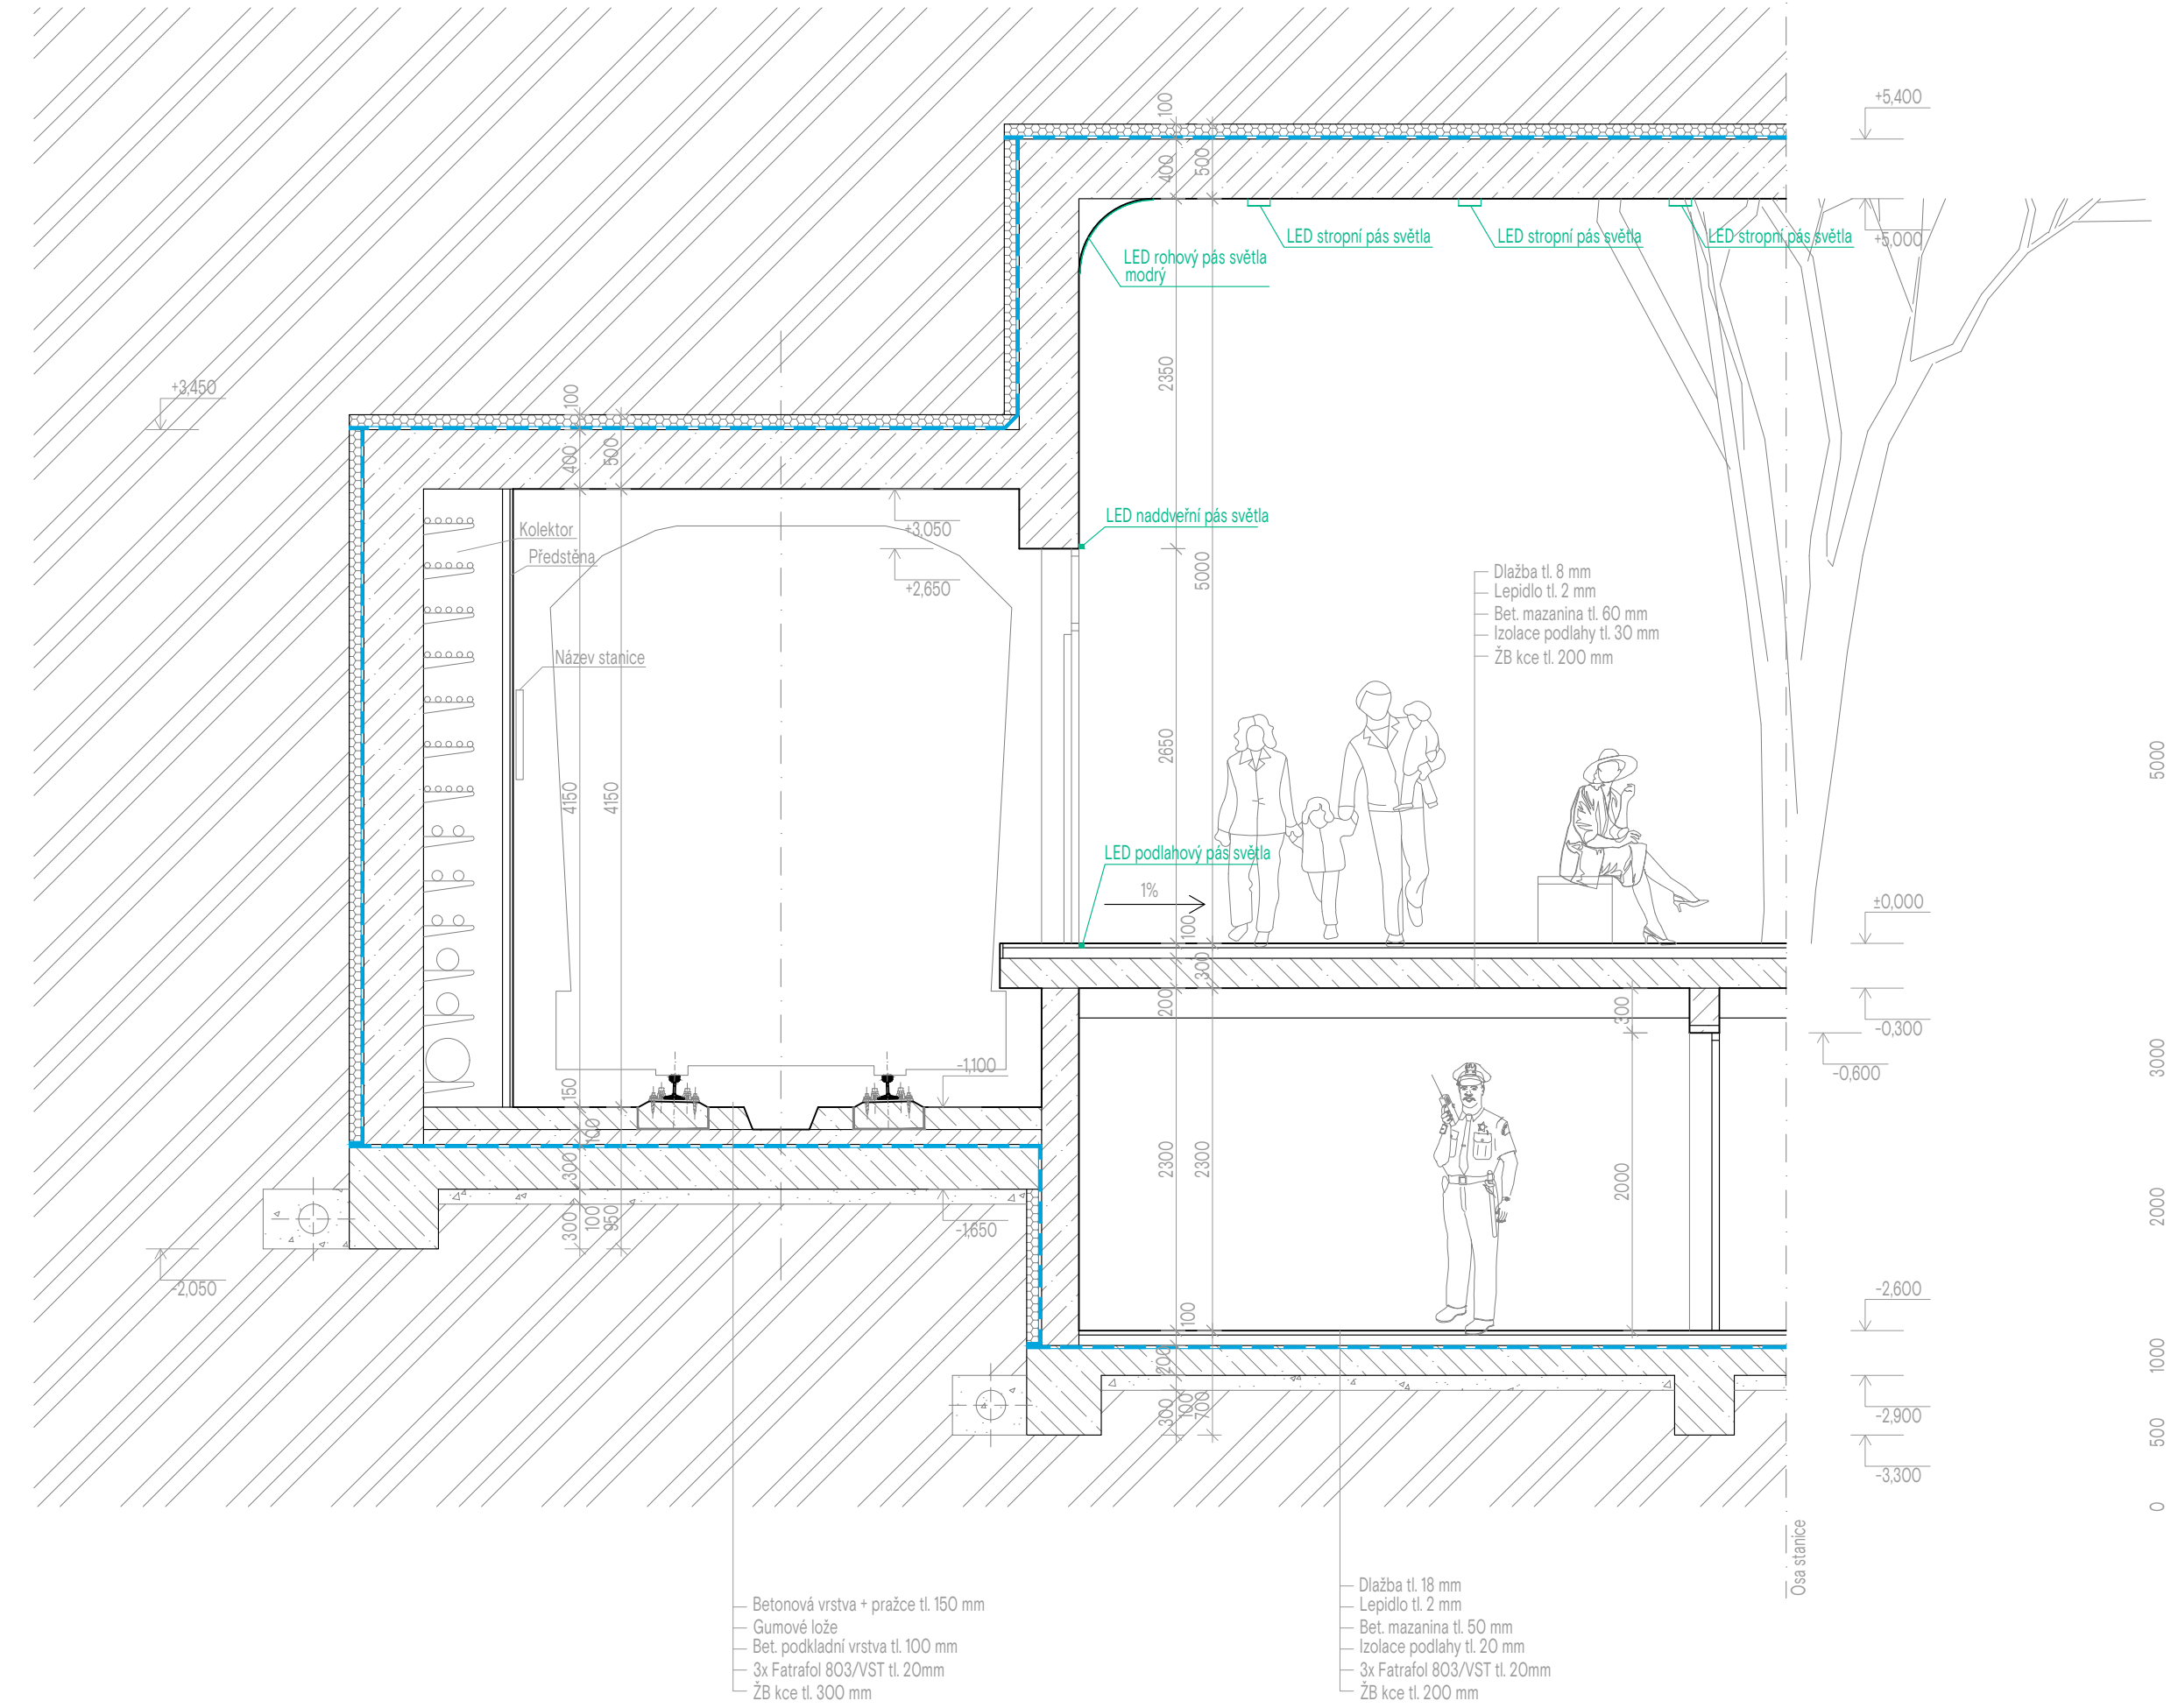 +5,400
100
400
500
LED stropní pás světla
LED stropní pás světla
LED stropní pás světla
+5,000
LED rohový pás světla
modrý
2350
+3,450
100
400
500
LED naddveřní pás světla
+3,050
Kolektor
Předstěna
+2,650
5000
Dlažba tl. 8 mm
Lepidlo tl. 2 mm
Bet. mazanina tl. 60 mm
Izolace podlahy tl. 30 mm
ŽB kce tl. 200 mm
Název stanice
2650
5000
4150
4150
LED podlahový pás světla
1%
±0,000
100
300
200
300
-0,300
-1,100
-0,600
3000
150
100
300
2300
2300
2000
2000
300
100
950
-1,650
-2,050
-2,600
100
200
1000
300
100
700
-2,900
500
-3,300
0
Osa stanice
Betonová vrstva + pražce tl. 150 mm
Gumové lože
Bet. podkladní vrstva tl. 100 mm
3x Fatrafol 803/VST tl. 20mm
ŽB kce tl. 300 mm
Dlažba tl. 18 mm
Lepidlo tl. 2 mm
Bet. mazanina tl. 50 mm
Izolace podlahy tl. 20 mm
3x Fatrafol 803/VST tl. 20mm
ŽB kce tl. 200 mm